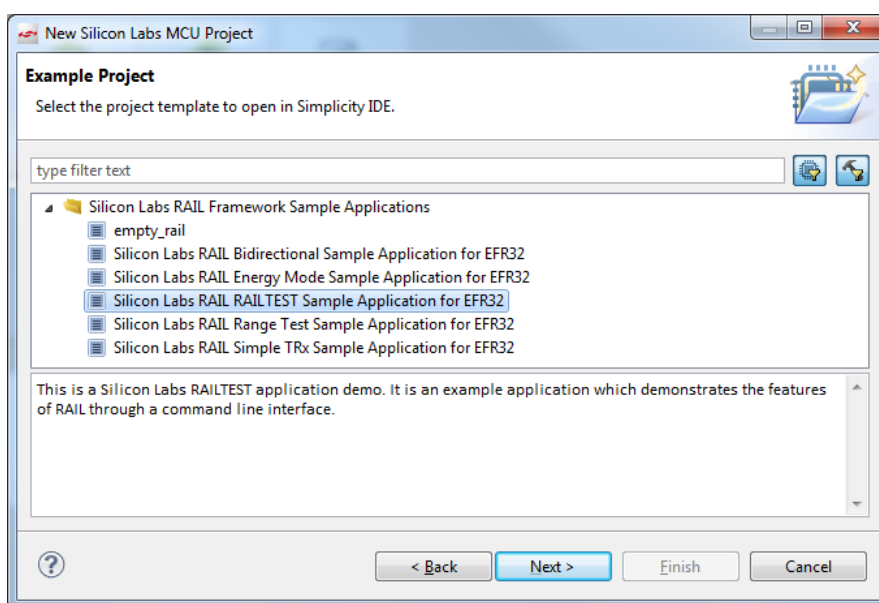 New Silicon Labs MCU Project
Example Project
Select the project template to open in Simplicity IDE.
type filter text
Silicon Labs RAIL Framework Sample Applications
empty_rail
Silicon Labs RAIL Bidirectional Sample Application for EFR32
Silicon Labs RAIL Energy Mode Sample Application for EFR32
Silicon Labs RAIL RAILTEST Sample Application for EFR32
Silicon Labs RAIL Range Test Sample Application for EFR32
Silicon Labs RAIL Simple TRx Sample Application for EFR32
This is a Silicon Labs RAILTEST application demo. It is an example application which demonstrates the features
of RAIL through a command line interface.
? < Back Next > Finish Cancel